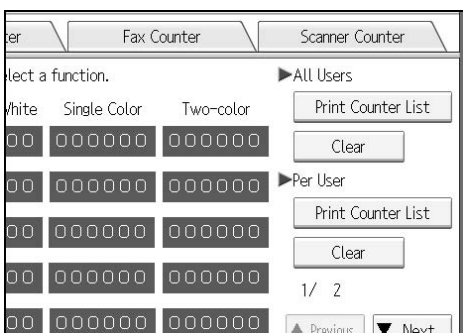 ter Fax Counter Scanner Counter
elect a function. ▶All Users
White Single Color Two-color Print Counter List
00 000000 000000 Clear
00 000000 000000 ▶Per User
Print Counter List
00 000000 000000
Clear
00 000000 000000 1/ 2
00 000000 000000 ▲ Previous ▼ Next